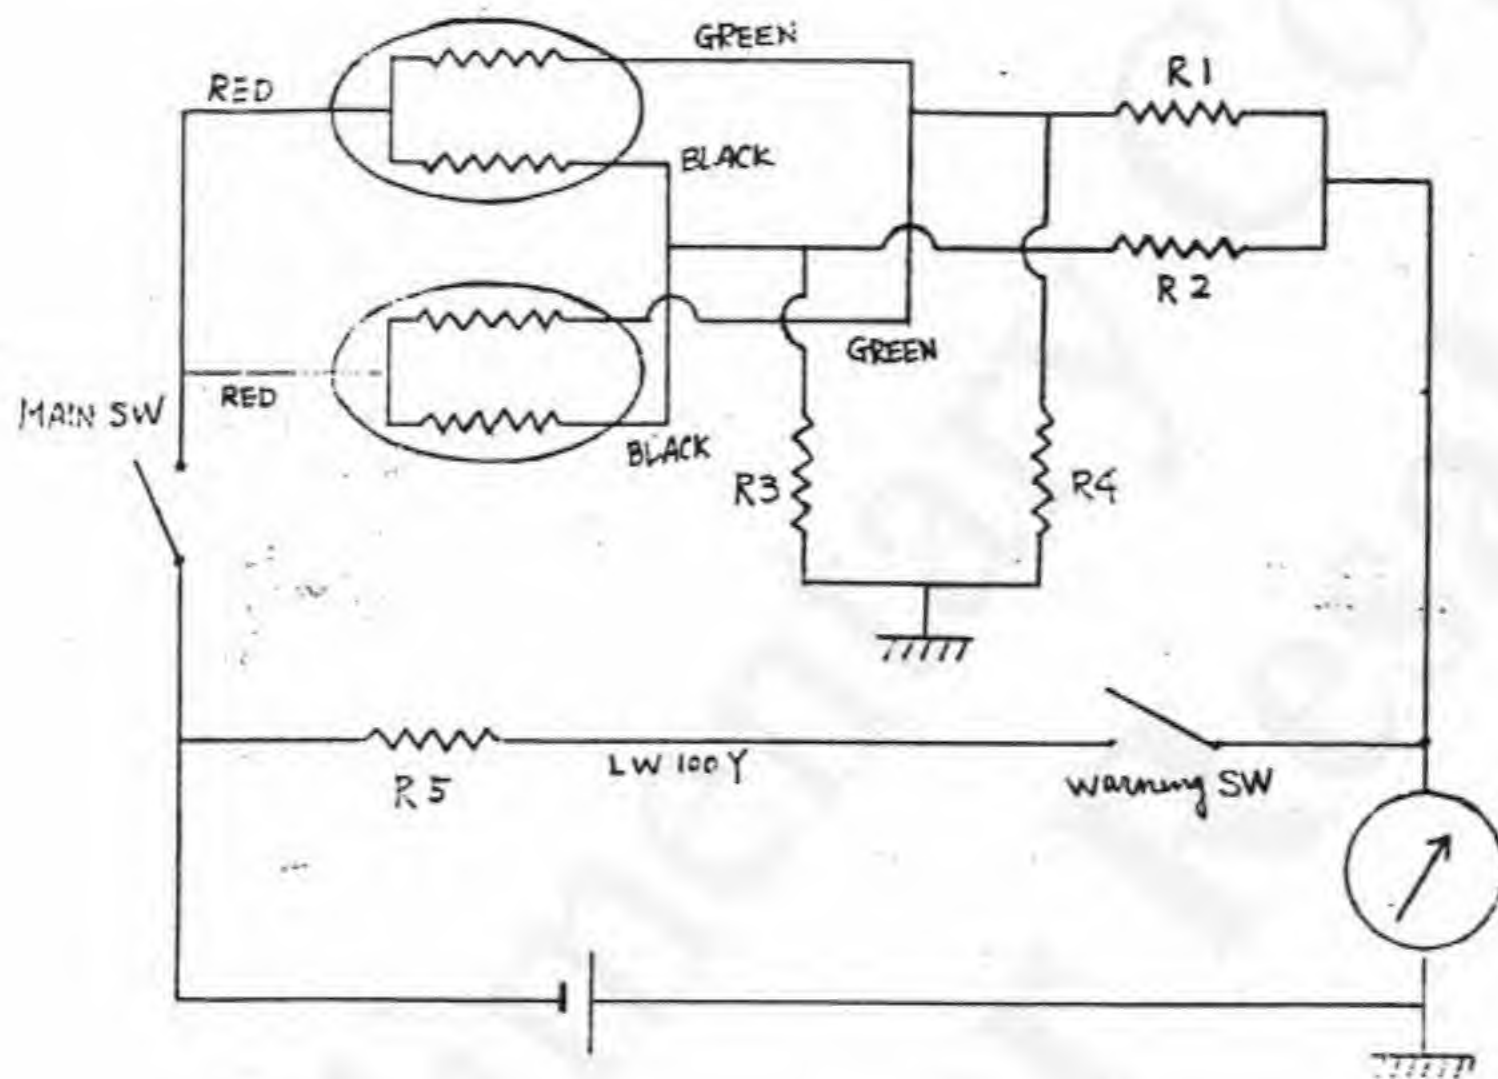 GREEN
R1
RED
BLACK
R2
GREEN
RED
MAIN SW
BLACK
R3
R4
LW 100Y
R5
Warning SW